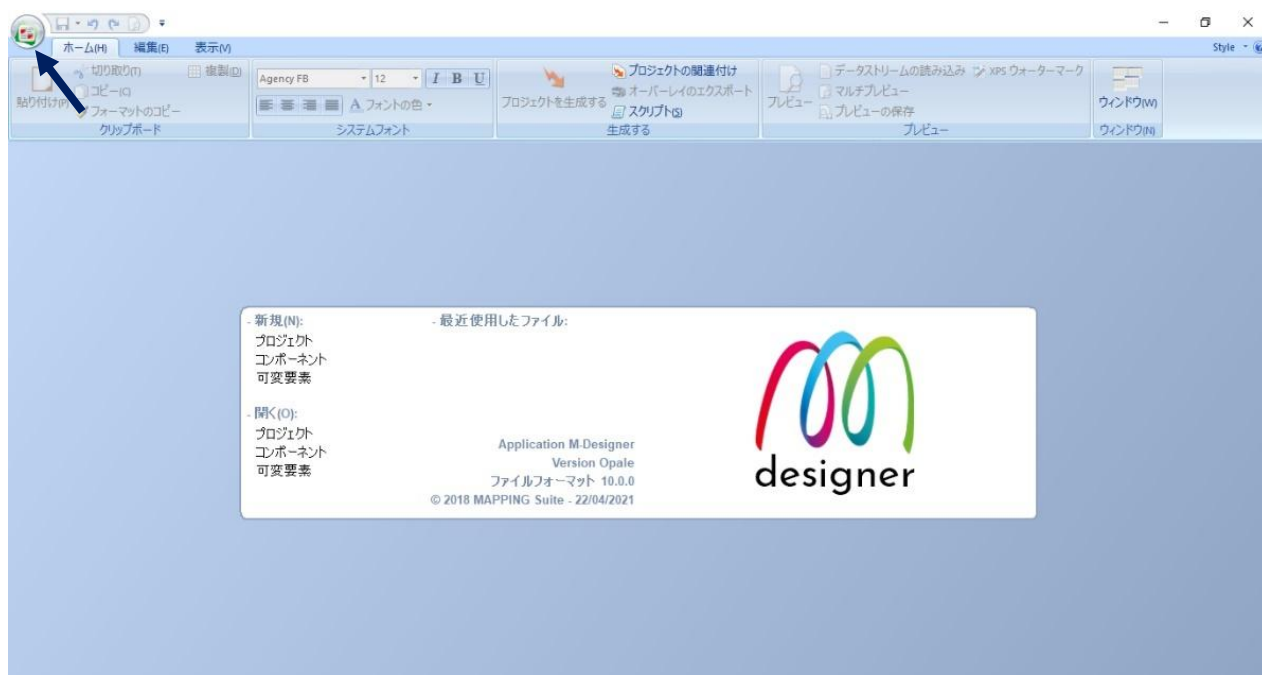 ホーム(H) 編集(E) 表示(V) Style
切り取り(T) 複製(D)
貼り付け(P) コピー(C)
フォーマットのコピー
クリップボード
Agency FB 12 I B U
A フォントの色
システムフォント
プロジェクトを生成する
プロジェクトの関連付け
オーバーレイのエクスポート
スクリプト(S)
生成する
プレビュー
データストリームの読み込み XPS ウォーターマーク
マルチプレビュー
プレビューの保存
プレビュー
ウィンドウ(W)
ウィンドウ(N)
- 新規(N):
プロジェクト
コンポーネント
可変要素
- 開く(O):
プロジェクト
コンポーネント
可変要素
- 最近使用したファイル:
Application M-Designer
Version Opale
ファイルフォーマット 10.0.0
© 2018 MAPPING Suite - 22/04/2021
designer